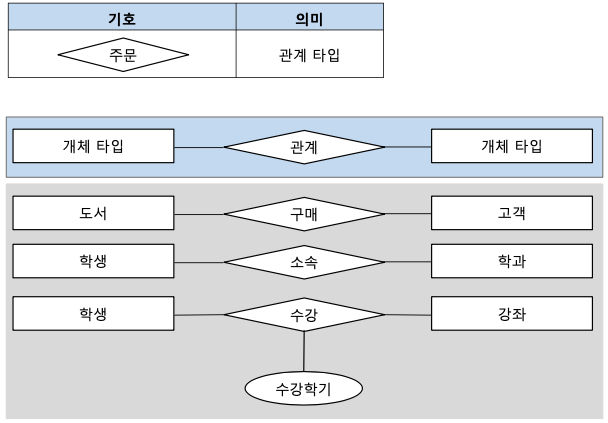 기호 의미
주문 관계 타입
개체 타입 관계 개체 타입
도서 구매 고객
학생 소속 학과
학생 수강 강좌
수강학기